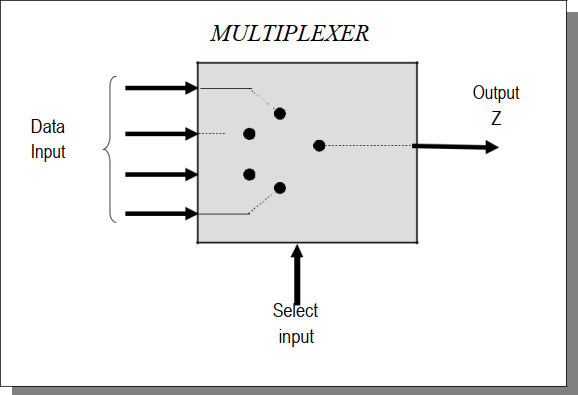 MULTIPLEXER
Data
Input
Output
Z
Select
input